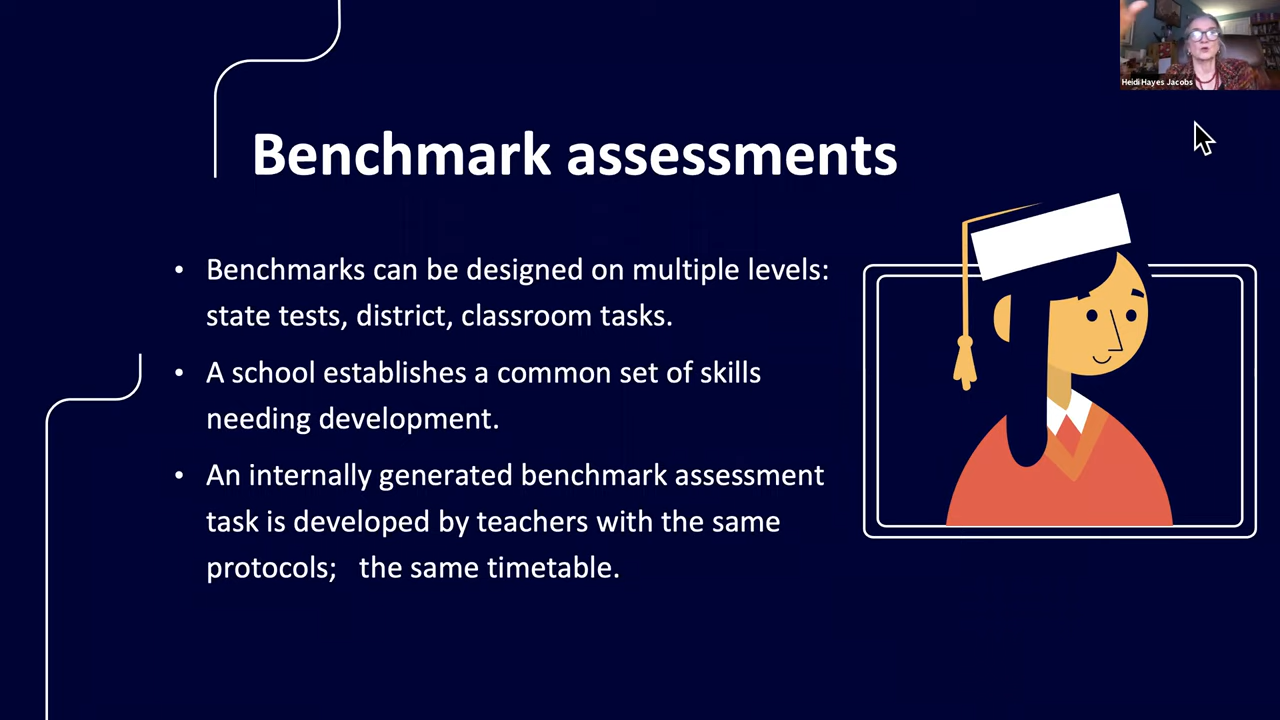 Heidi Hayes Jacobs
Benchmark assessments
• Benchmarks can be designed on multiple levels:
state tests, district, classroom tasks.
• A school establishes a common set of skills
needing development.
• An internally generated benchmark assessment
task is developed by teachers with the same
protocols;   the same timetable.